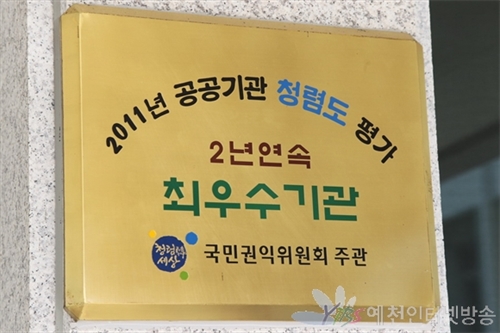 2011년 공공기관 청렴도 평가
2년연속
최우수기관
청렴한 세상
국민권익위원회 주관
예천인터넷방송